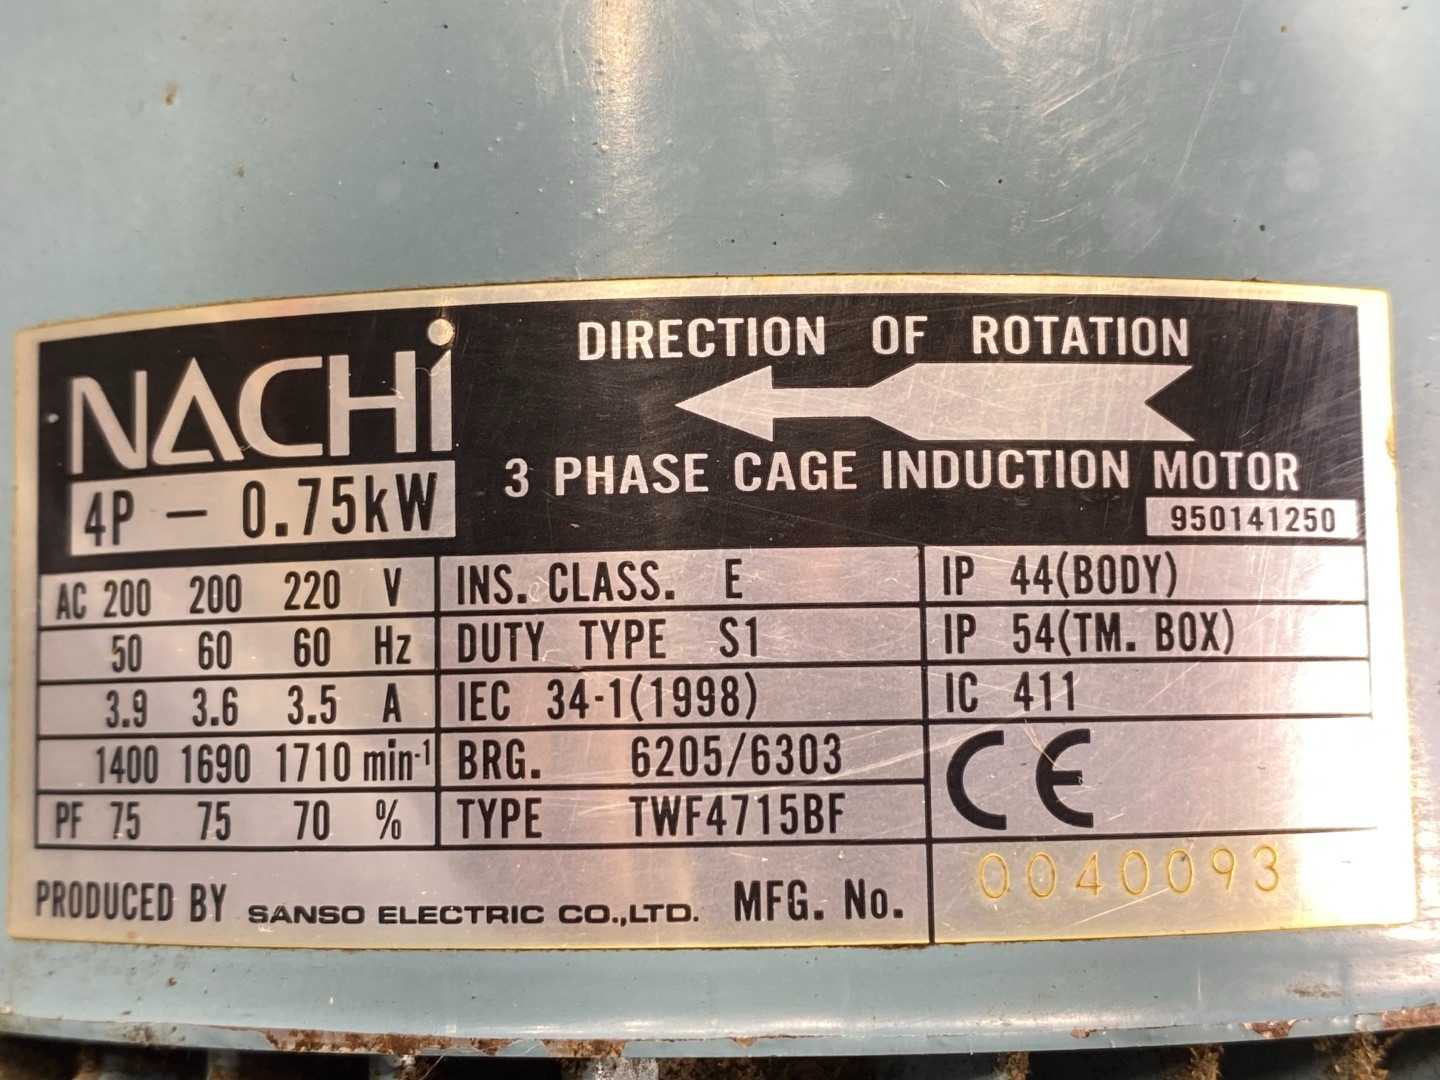 NACHi
DIRECTION OF ROTATION
4P - 0.75kW
3 PHASE CAGE INDUCTION MOTOR
950141250
AC 200 200 220 V
50 60 60 Hz
3.9 3.6 3.5 A
1400 1690 1710 min-1
PF 75 75 70 %
INS. CLASS. E
DUTY TYPE S1
IEC 34-1(1998)
BRG. 6205/6303
TYPE TWF4715BF
IP 44(BODY)
IP 54(TM. BOX)
IC 411
CE
PRODUCED BY SANSO ELECTRIC CO.,LTD. MFG. No. 0040093